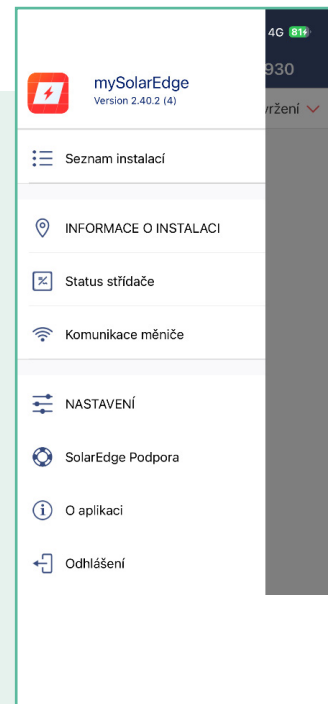 4G 81
930
mySolarEdge
Version 2.40.2 (4)
vržení
Seznam instalací
INFORMACE O INSTALACI
Status střídače
Komunikace měniče
NASTAVENÍ
SolarEdge Podpora
O aplikaci
Odhlášení